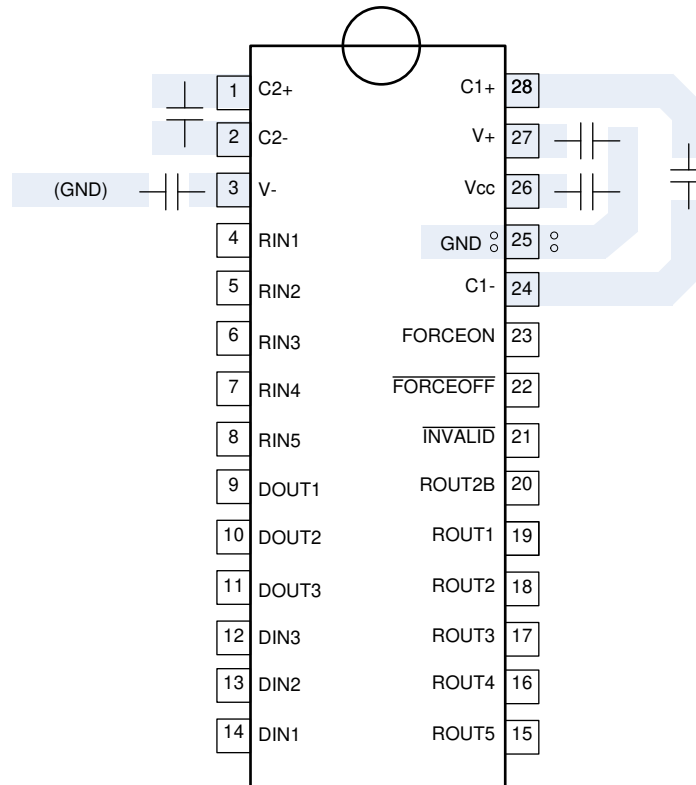 1 C2+ C1+ 28
2 C2- V+ 27
(GND) 3 V- Vcc 26
4 RIN1 GND 25
5 RIN2 C1- 24
6 RIN3 FORCEON 23
7 RIN4 FORCEOFF 22
8 RIN5 INVALID 21
9 DOUT1 ROUT2B 20
10 DOUT2 ROUT1 19
11 DOUT3 ROUT2 18
12 DIN3 ROUT3 17
13 DIN2 ROUT4 16
14 DIN1 ROUT5 15